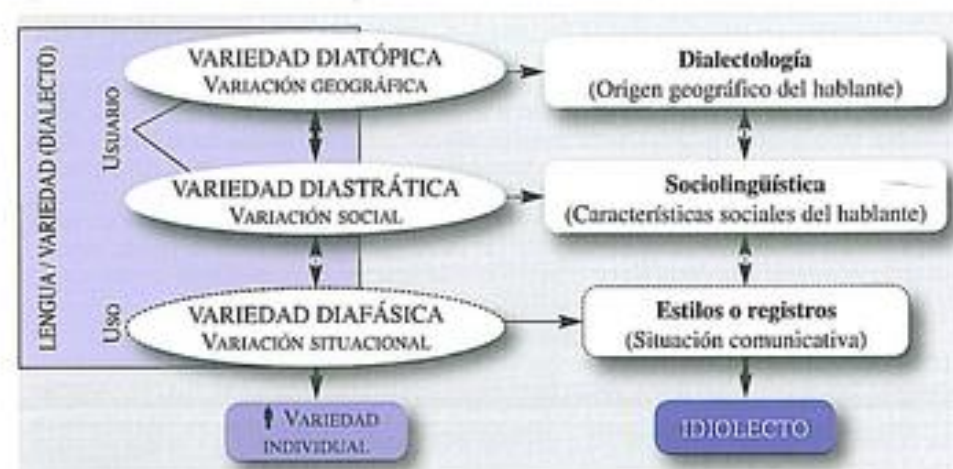 LENGUA/ VARIEDAD (DIALECTO)
USUARIO
USO
VARIEDAD DIATÓPICA
VARIACIÓN GEOGRÁFICA
Dialectología
(Origen geográfico del hablante)
VARIEDAD DIASTRÁTICA
VARIACIÓN SOCIAL
Sociolingüística
(Características sociales del hablante)
VARIEDAD DIAFÁSICA
VARIACIÓN SITUACIONAL
Estilos o registros
(Situación comunicativa)
VARIEDAD
INDIVIDUAL
IDIOLECTO